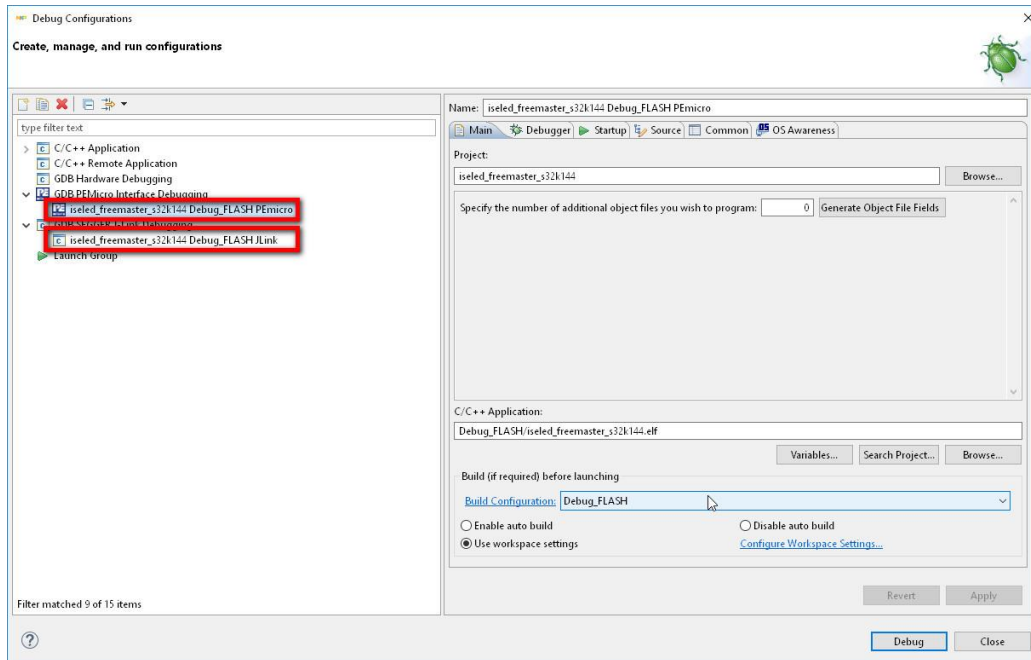 Debug Configurations
Create, manage, and run configurations
type filter text
C/C++ Application
C/C++ Remote Application
GDB Hardware Debugging
GDB PEMicro Interface Debugging
iseled_freemaster_s32k144 Debug_FLASH PEmicro
GDB SEGGER J-Link Debugging
iseled_freemaster_s32k144 Debug_FLASH JLink
Launch Group
Filter matched 9 of 15 items
Name: iseled_freemaster_s32k144 Debug_FLASH PEmicro
Main Debugger Startup Source Common OS Awareness
Project:
iseled_freemaster_s32k144 Browse...
Specify the number of additional object files you wish to program: 0 Generate Object File Fields
C/C++ Application:
Debug_FLASH/iseled_freemaster_s32k144.elf
Variables... Search Project... Browse...
Build (if required) before launching
Build Configuration: Debug_FLASH
Enable auto build Disable auto build
Use workspace settings Configure Workspace Settings...
Revert Apply
Debug Close